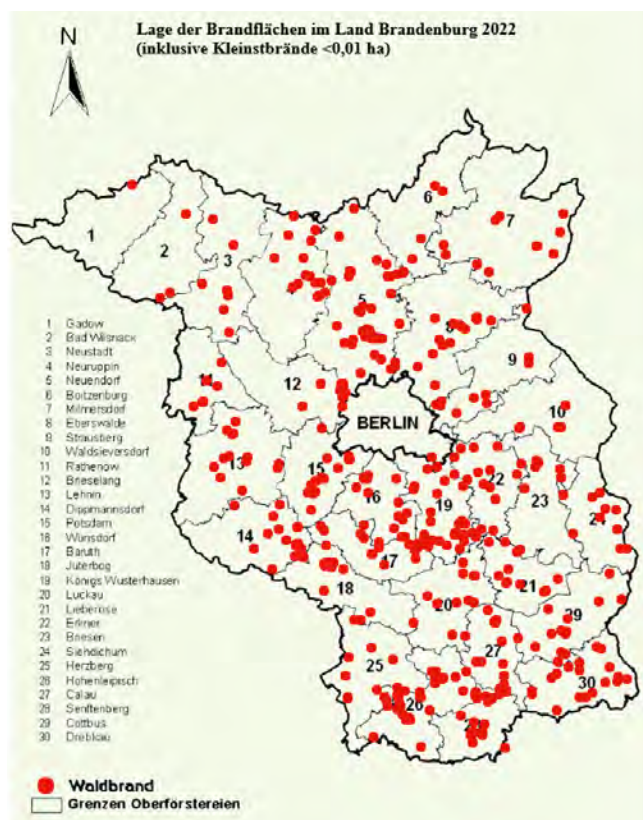 Lage der Brandflächen im Land Brandenburg 2022
(inklusive Kleinstbrände <0,01 ha)
N
6
7
1
2
3
5
8
9
12
10
BERLIN
13
15
16
19
22
23
24
14
17
18
20
21
29
27
25
30
26
1 Gadow
2 Bad Wilsnack
3 Neustadt
4 Neuruppin
5 Neuendorf
6 Boitzenburg
7 Milmersdorf
8 Eberswalde
9 Strausberg
10 Waldsieversdorf
11 Rathenow
12 Brieselang
13 Lehnin
14 Dippmannsdorf
15 Potsdam
16 Wünsdorf
17 Baruth
18 Jüterbog
19 Königs Wusterhausen
20 Luckau
21 Lieberose
22 Erkner
23 Briesen
24 Siehdichum
25 Herzberg
26 Hohenleipisch
27 Calau
28 Senftenberg
29 Cottbus
30 Drebkau
Waldbrand
Grenzen Oberförstereien